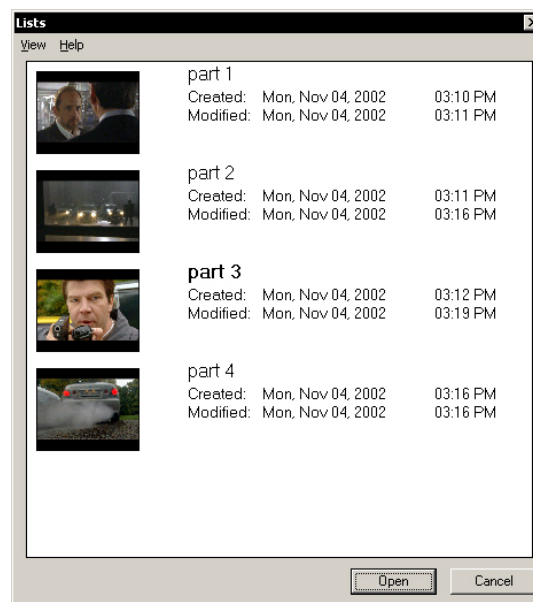 Lists
View Help
part 1
Created: Mon, Nov 04, 2002 03:10 PM
Modified: Mon, Nov 04, 2002 03:11 PM
part 2
Created: Mon, Nov 04, 2002 03:11 PM
Modified: Mon, Nov 04, 2002 03:16 PM
part 3
Created: Mon, Nov 04, 2002 03:12 PM
Modified: Mon, Nov 04, 2002 03:19 PM
part 4
Created: Mon, Nov 04, 2002 03:16 PM
Modified: Mon, Nov 04, 2002 03:16 PM
Open Cancel